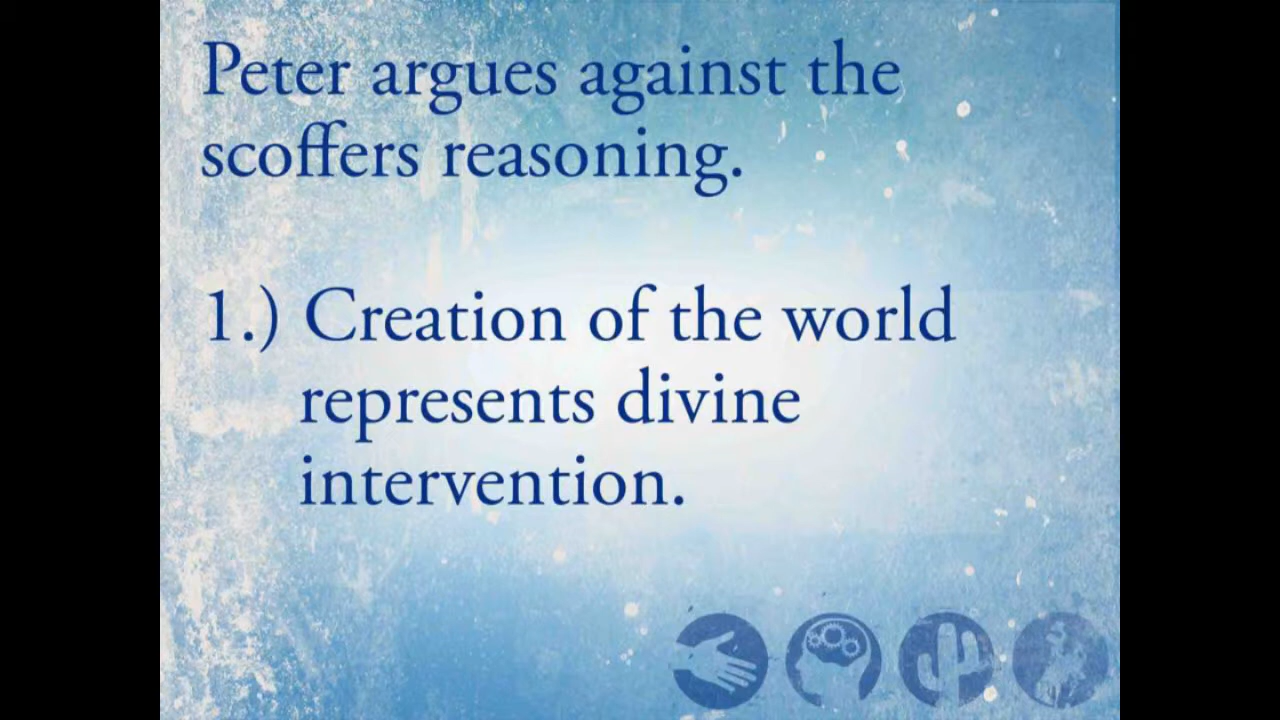 Peter argues against the
scoffers reasoning.
1.) Creation of the world
represents divine
intervention.